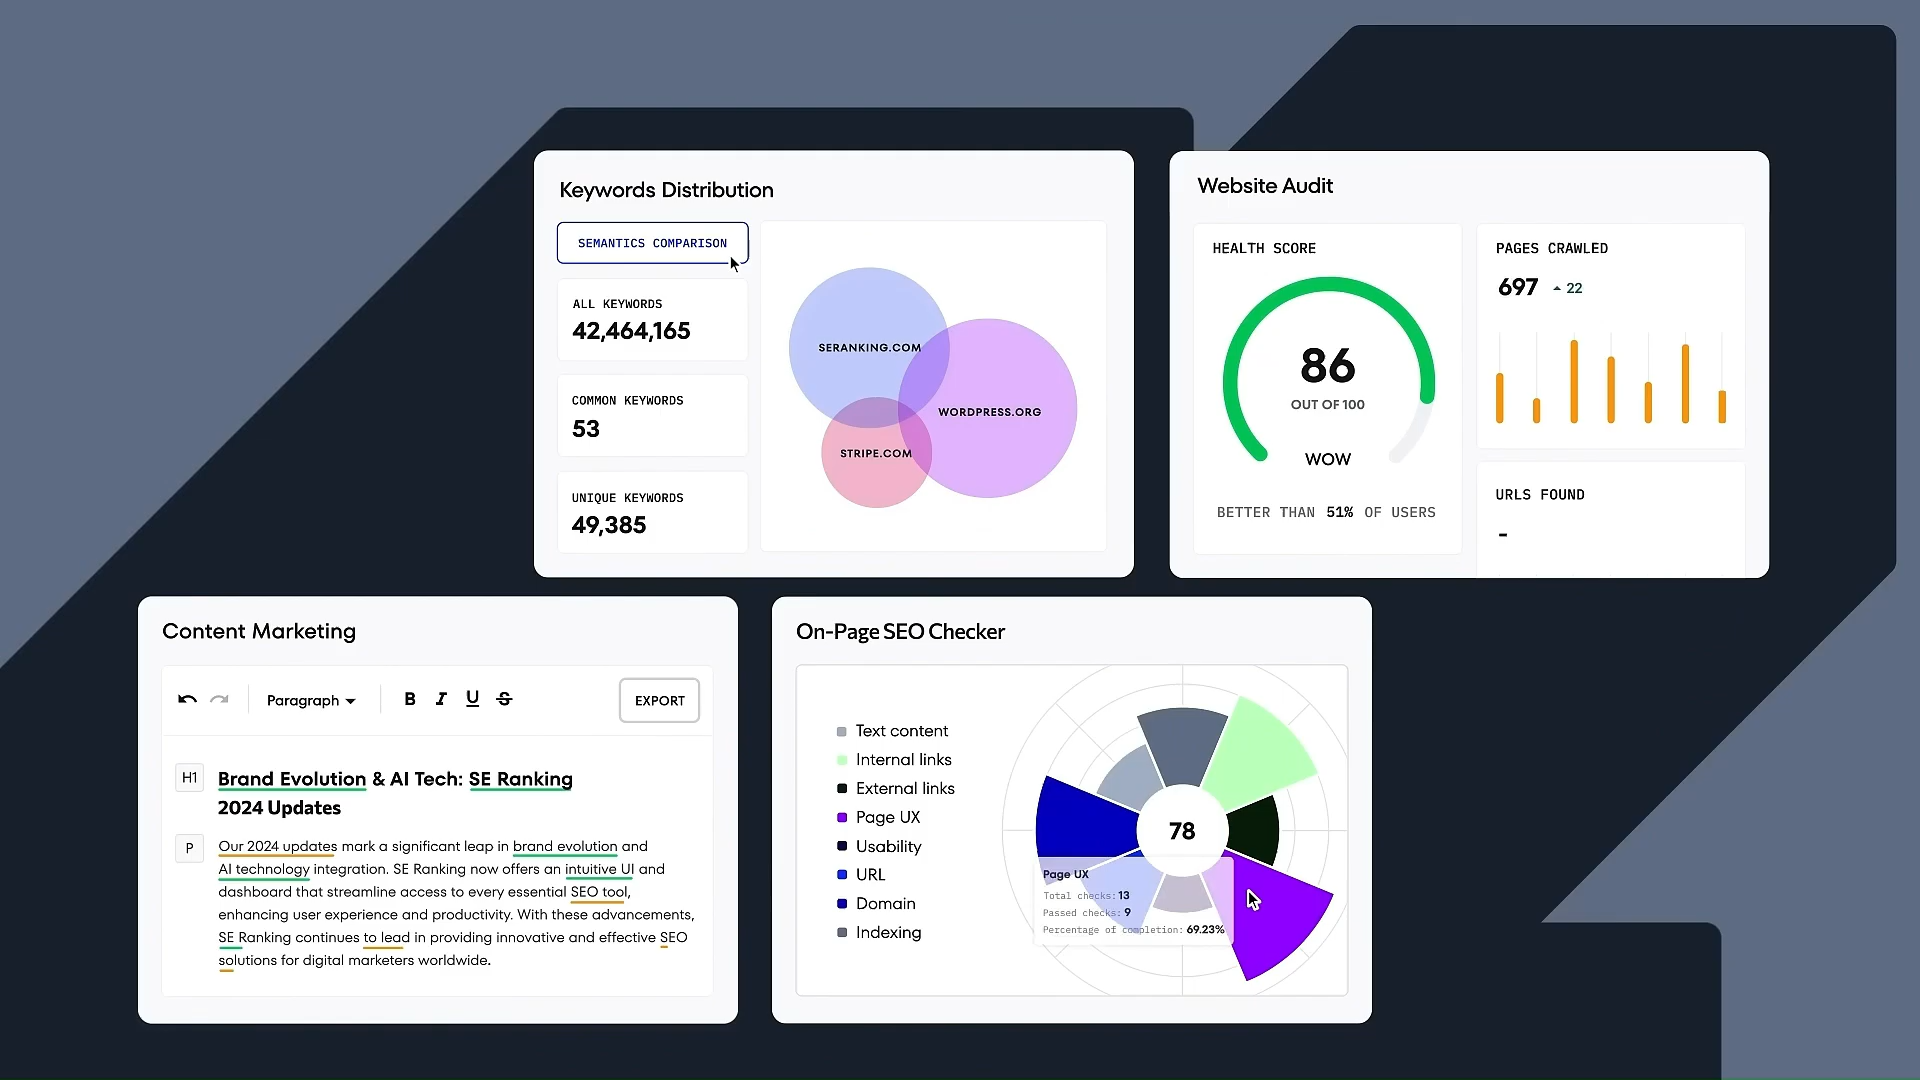 Keywords Distribution
SEMANTICS COMPARISON
ALL KEYWORDS
42,464,165
COMMON KEYWORDS
53
UNIQUE KEYWORDS
49,385
SERANKING.COM
WORDPRESS.ORG
STRIPE.COM
Website Audit
HEALTH SCORE
86
OUT OF 100
WOW
BETTER THAN 51% OF USERS
PAGES CRAWLED
697 22
URLS FOUND
-
Content Marketing
Paragraph B I U S EXPORT
H1 Brand Evolution & AI Tech: SE Ranking
2024 Updates
P Our 2024 updates mark a significant leap in brand evolution and
AI technology integration. SE Ranking now offers an intuitive UI and
dashboard that streamline access to every essential SEO tool,
enhancing user experience and productivity. With these advancements,
SE Ranking continues to lead in providing innovative and effective SEO
solutions for digital marketers worldwide.
On-Page SEO Checker
Text content
Internal links
External links
Page UX
Usability
URL
Domain
Indexing
78
Page UX
Total checks: 13
Passed checks: 9
Percentage of completion: 69.23%